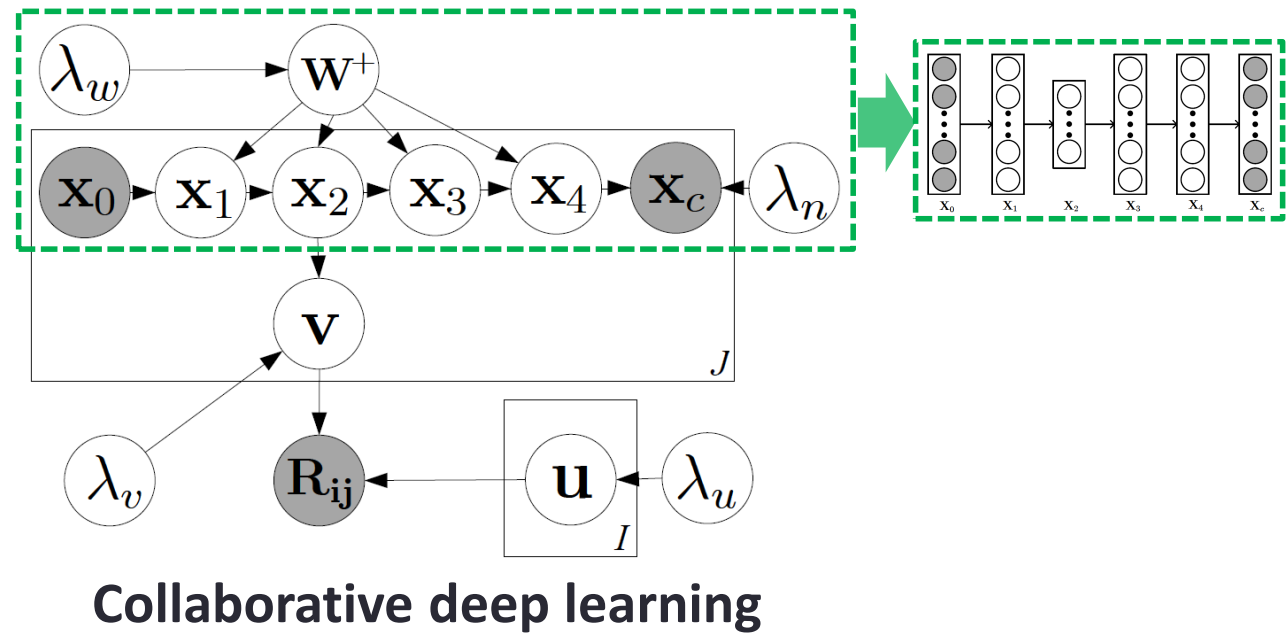 λw W+
x0 x1 x2 x3 x4 xc λn
x0 x1 x2 x3 x4 xc
v
J
λv Rij u λu
I
Collaborative deep learning